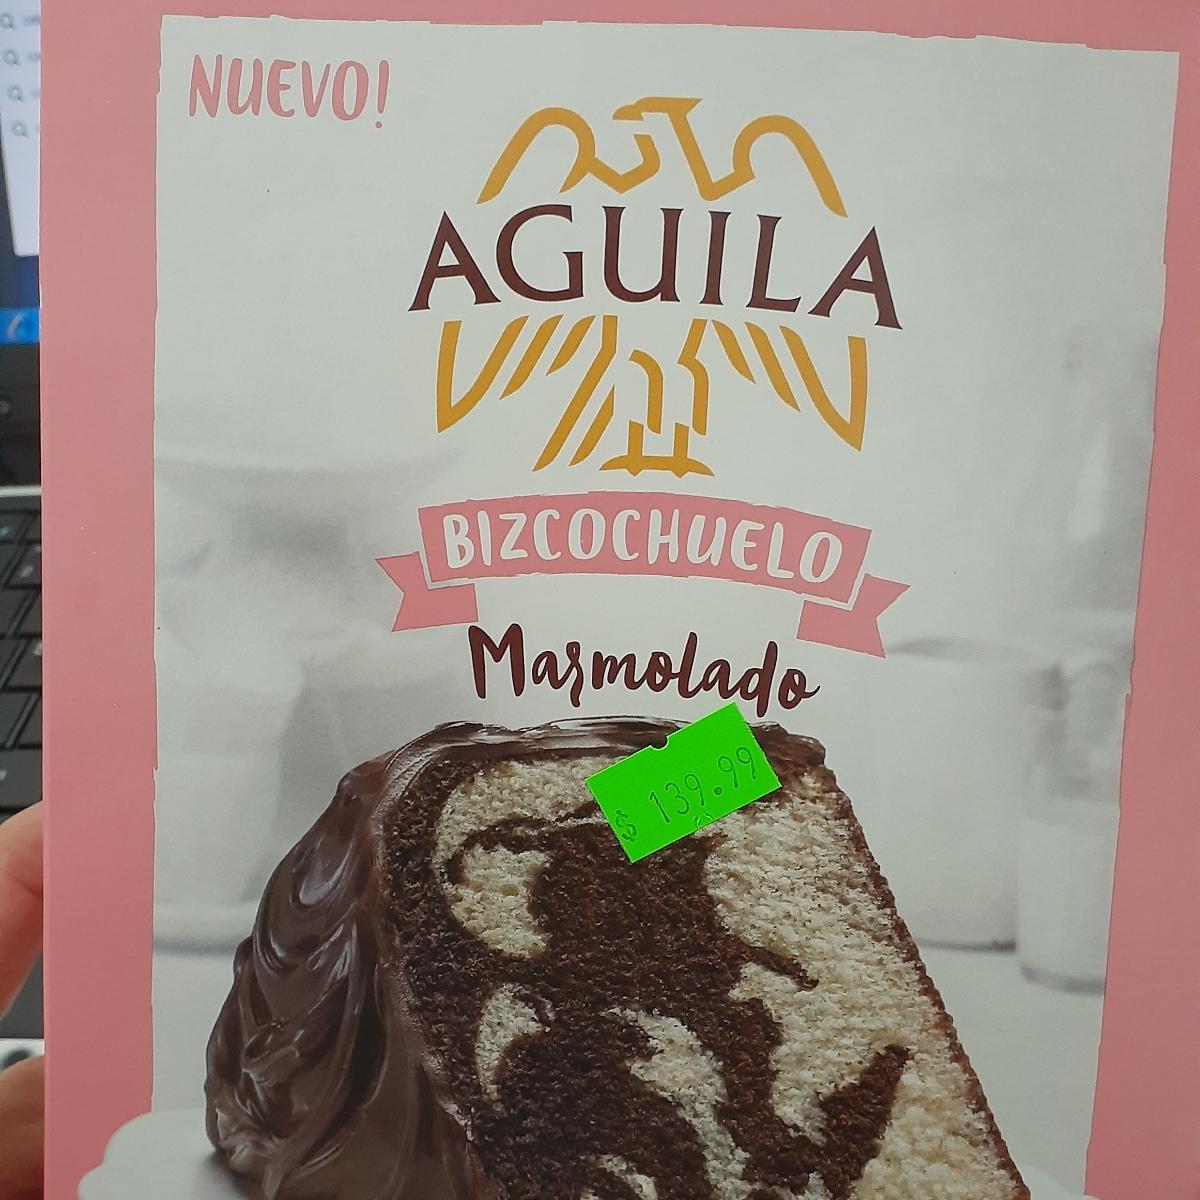 NUEVO!
AGUILA
BIZCOCHUELO
Marmolado
$ 139.99